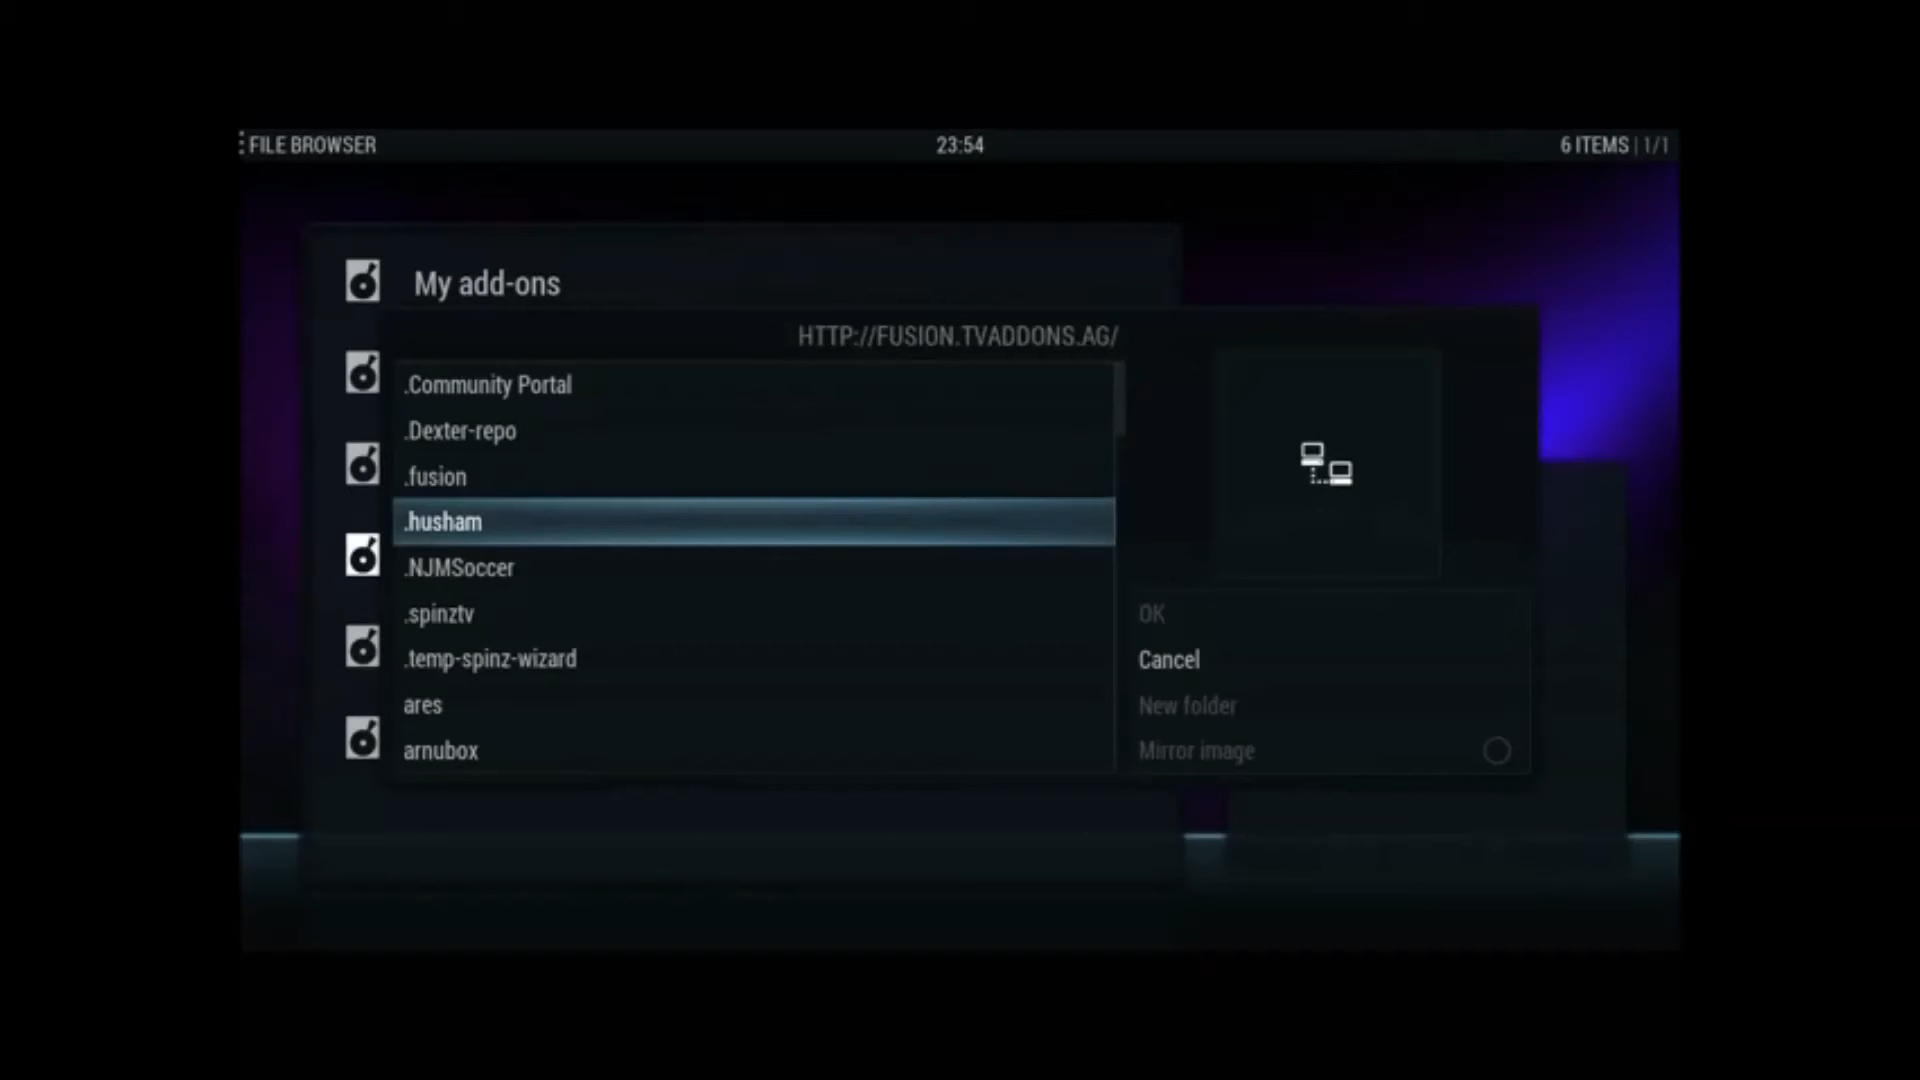 FILE BROWSER
23:54
6 ITEMS | 1/1
My add-ons
HTTP://FUSION.TVADDONS.AG/
.Community Portal
.Dexter-repo
.fusion
.husham
.NJMSoccer
.spinztv
.temp-spinz-wizard
ares
arnubox
OK
Cancel
New folder
Mirror image